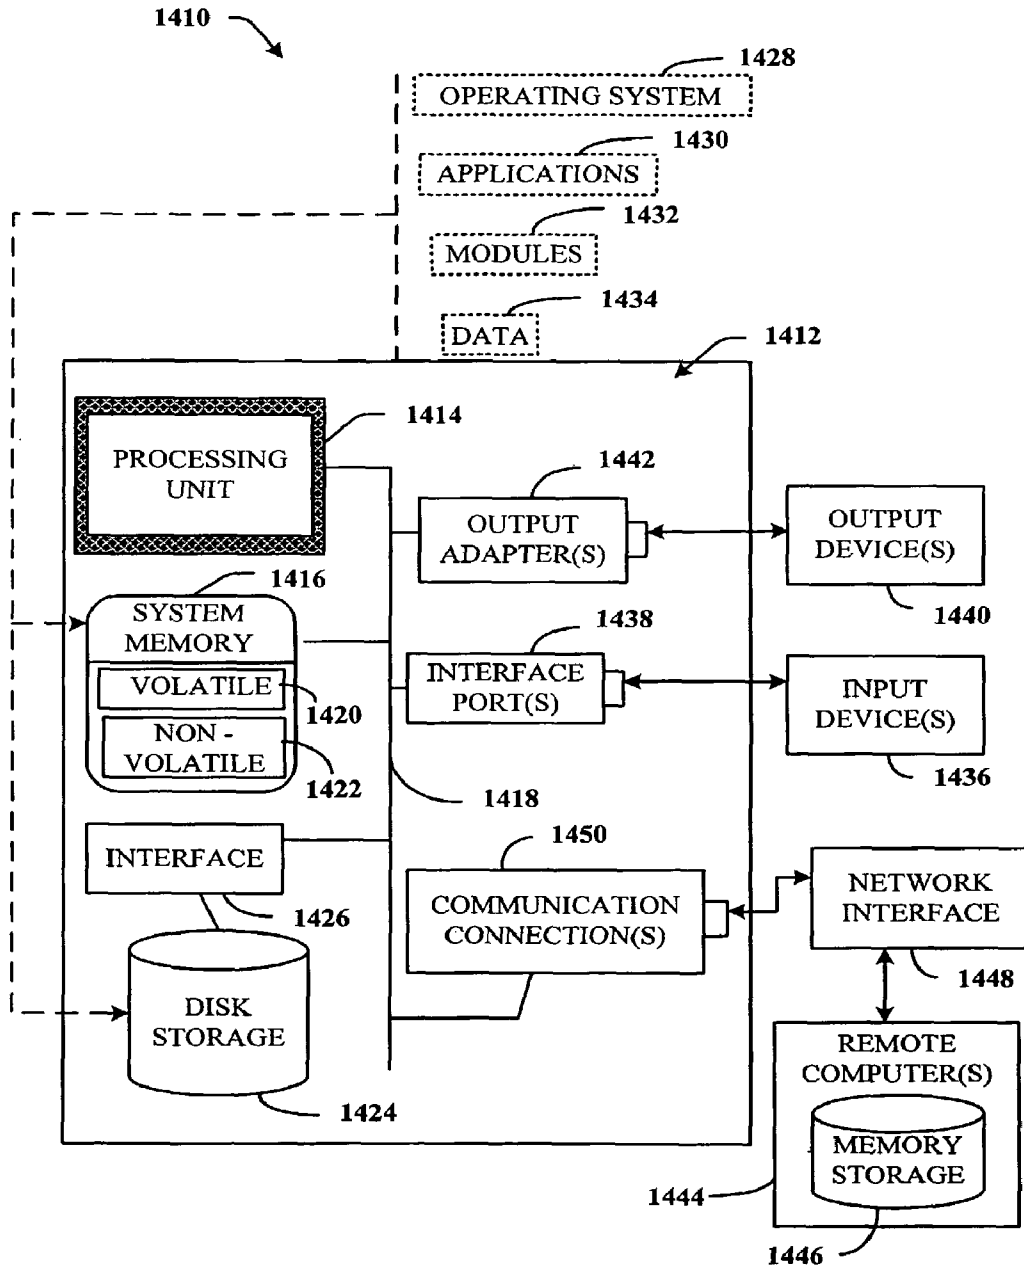 1410
1428
OPERATING SYSTEM
1430
APPLICATIONS
1432
MODULES
1434
DATA
1412
1414
PROCESSING
UNIT
1442
OUTPUT
ADAPTER(S)
OUTPUT
DEVICE(S)
1440
1416
SYSTEM
MEMORY
VOLATILE
1420
NON -
VOLATILE
1422
1438
INTERFACE
PORT(S)
INPUT
DEVICE(S)
1436
1418
INTERFACE
1426
1450
COMMUNICATION
CONNECTION(S)
NETWORK
INTERFACE
1448
DISK
STORAGE
1424
REMOTE
COMPUTER(S)
MEMORY
STORAGE
1444
1446